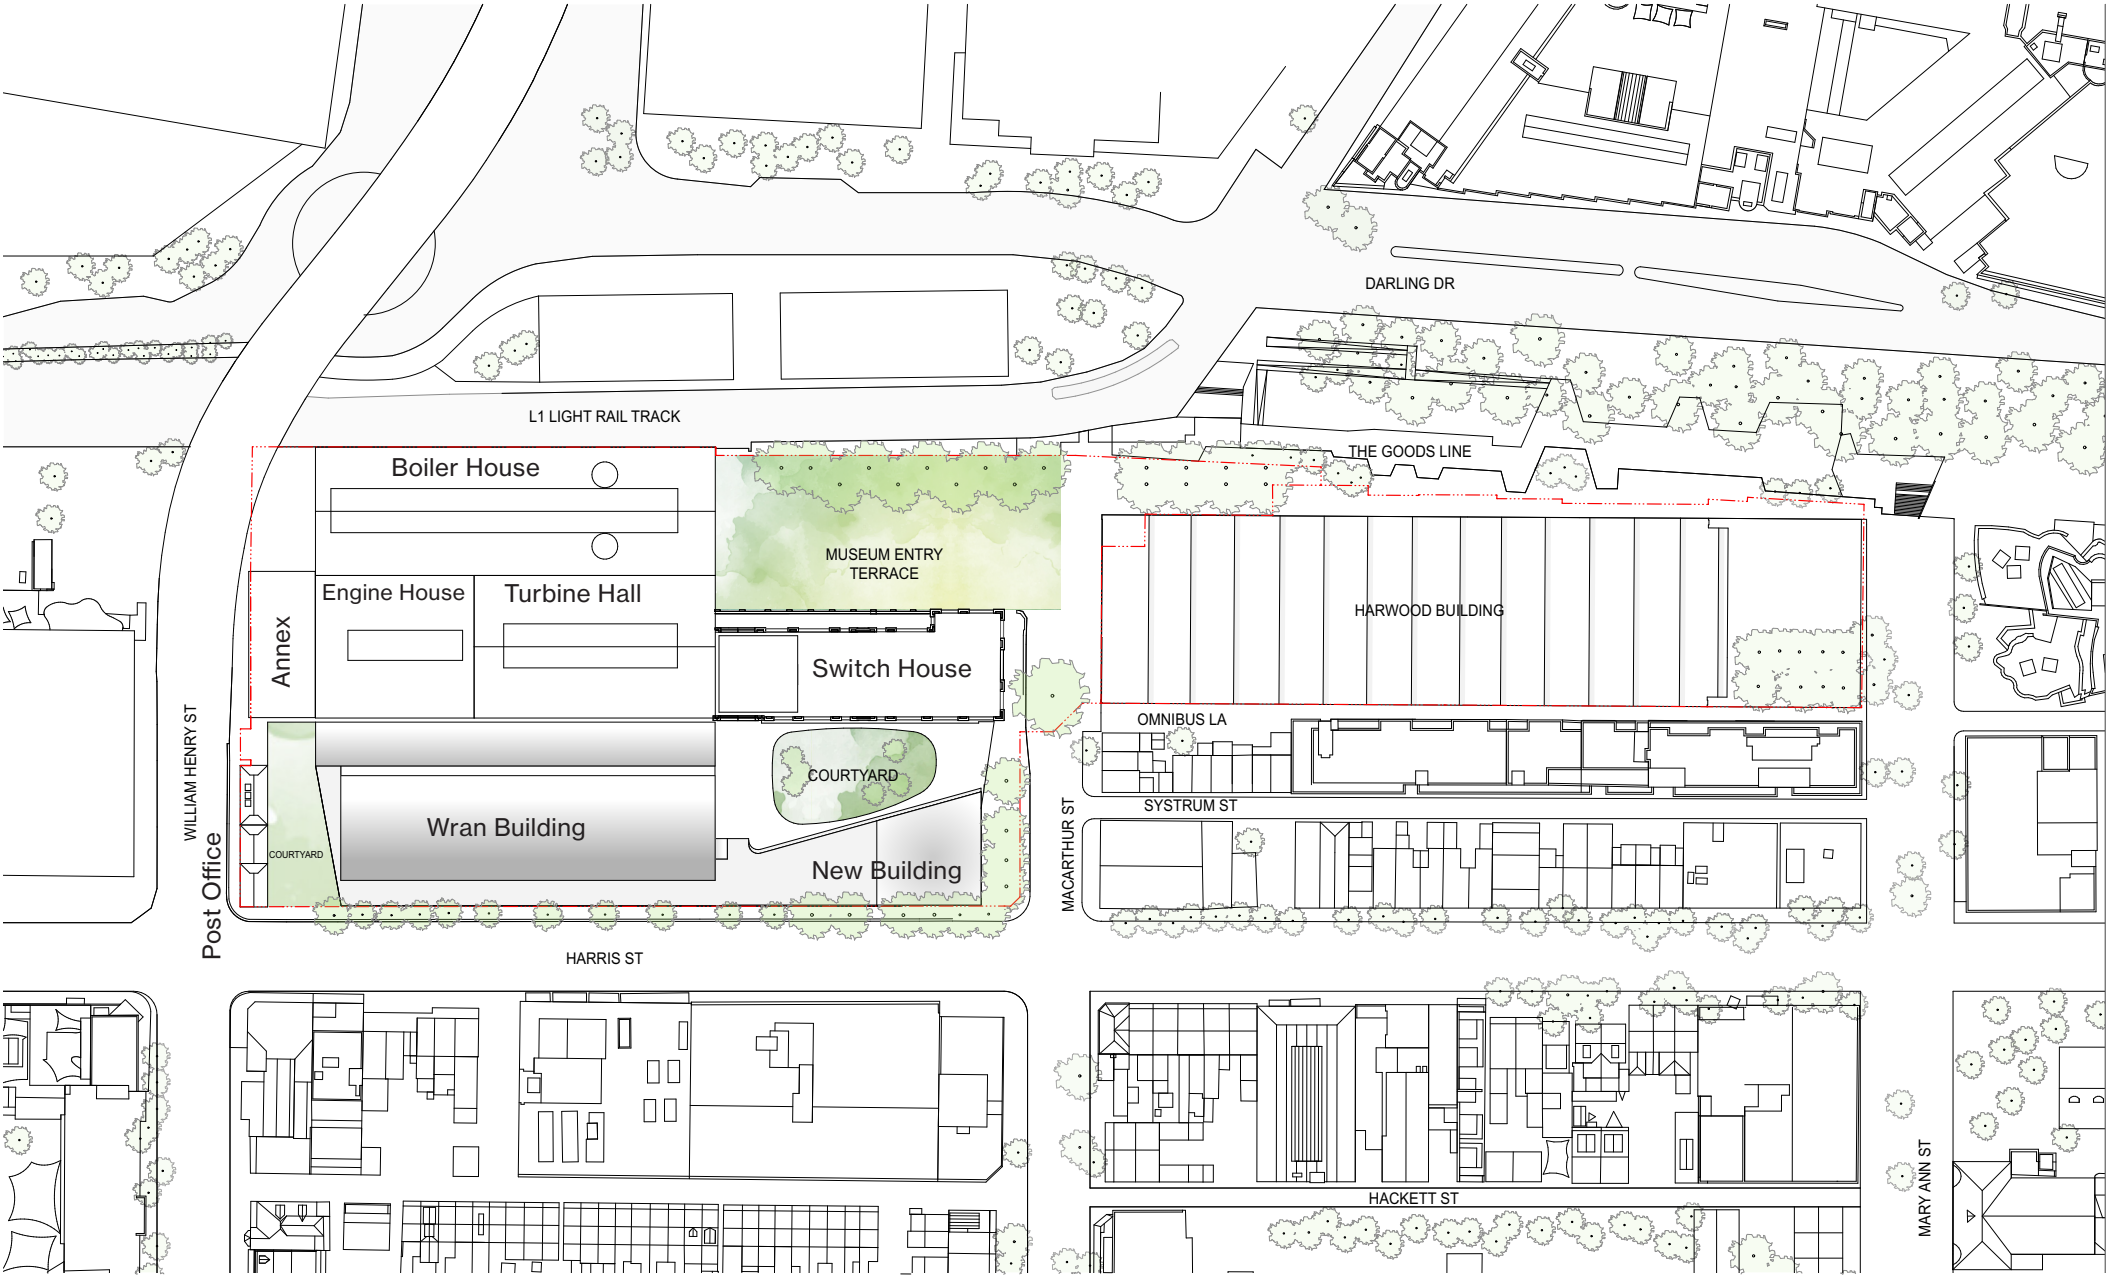 DARLING DR
L1 LIGHT RAIL TRACK
THE GOODS LINE
Boiler House
MUSEUM ENTRY
TERRACE
Engine House
Turbine Hall
HARWOOD BUILDING
Annex
Switch House
OMNIBUS LA
WILLIAM HENRY ST
COURTYARD
SYSTRUM ST
Wran Building
COURTYARD
New Building
MACARTHUR ST
Post Office
HARRIS ST
HACKETT ST
MARY ANN ST